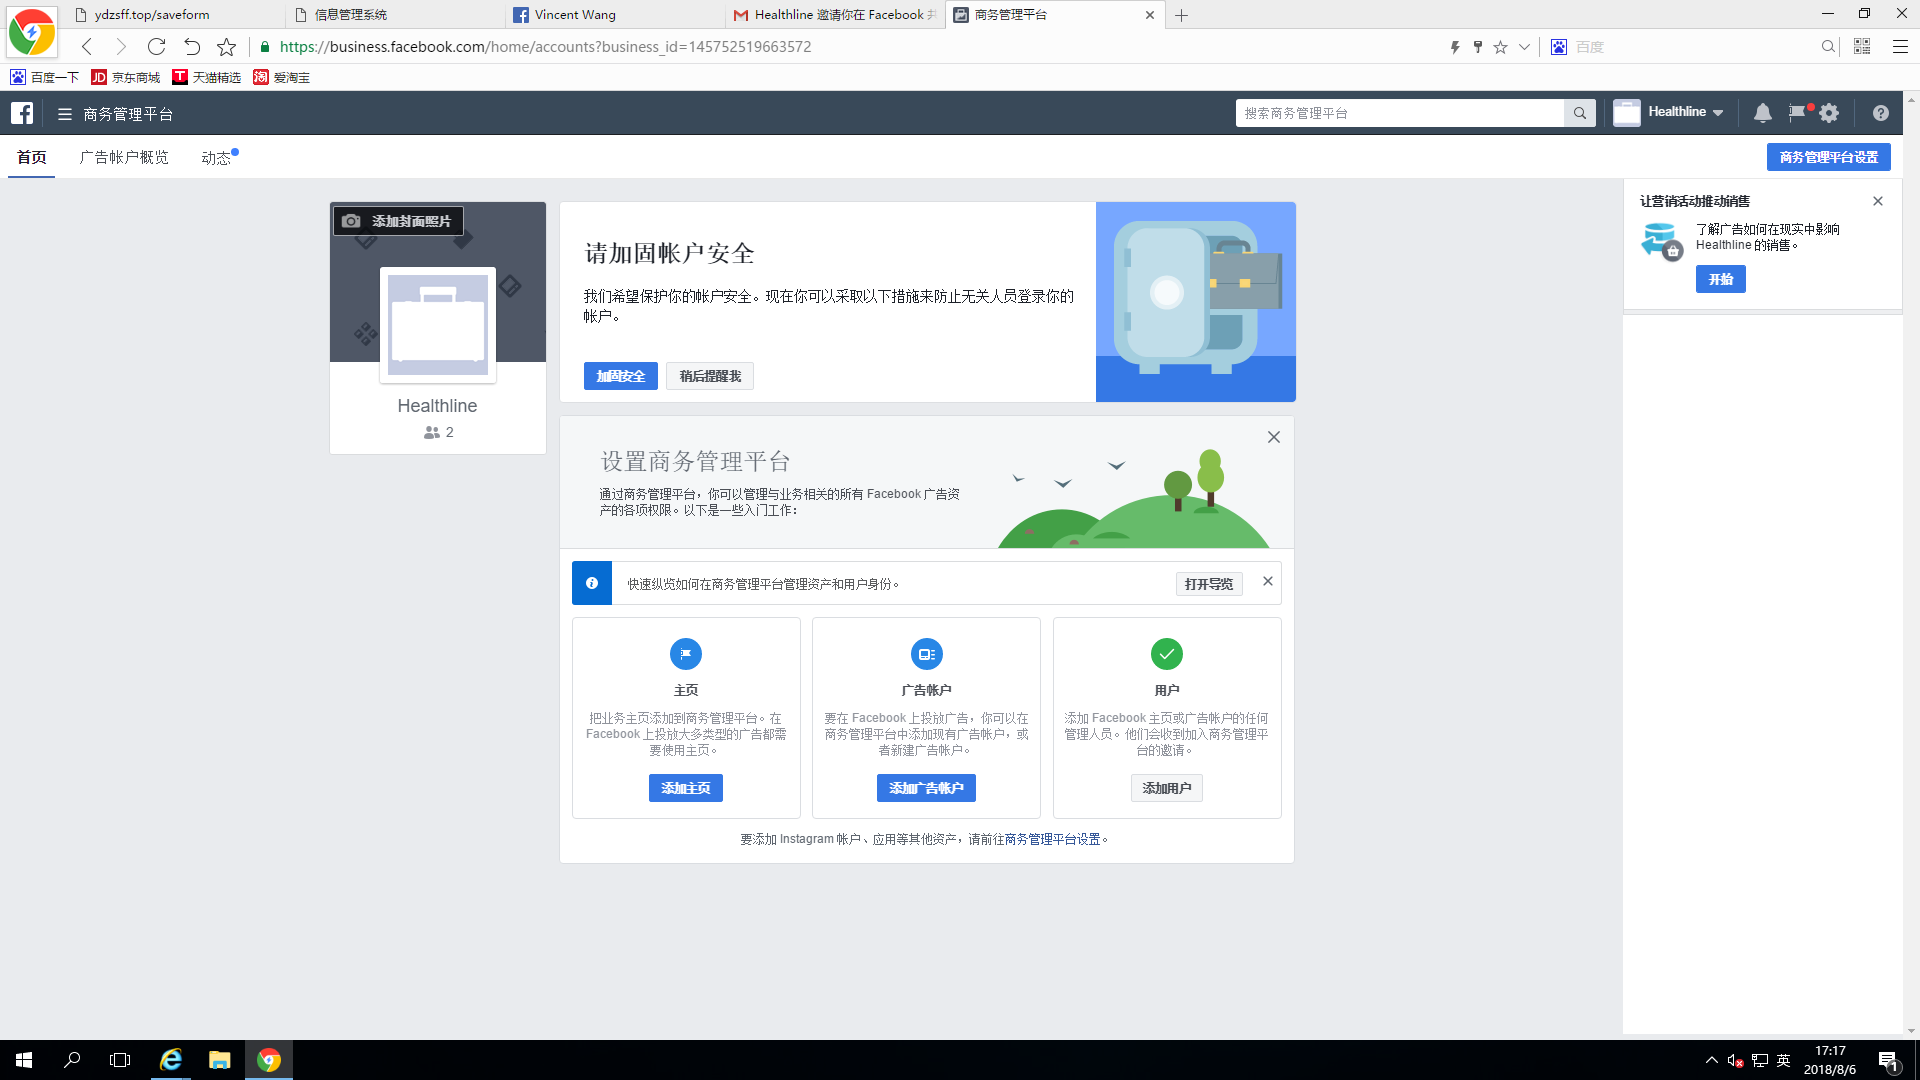 ydzsff.top/saveform
信息管理系统
Vincent Wang
Healthline 邀请你在 Facebook
商务管理平台
https://business.facebook.com/home/accounts?business_id=145752519663572
百度
百度一下
JD 京东商城
T 天猫精选
淘 爱淘宝
商务管理平台
搜索商务管理平台
Healthline
首页
广告帐户概览
动态
商务管理平台设置
添加封面照片
Healthline
2
请加固帐户安全
我们希望保护你的帐户安全。现在你可以采取以下措施来防止无关人员登录你的
帐户。
加固安全
稍后提醒我
设置商务管理平台
通过商务管理平台，你可以管理与业务相关的所有 Facebook 广告资
产的各项权限。以下是一些入门工作：
快速纵览如何在商务管理平台管理资产和用户身份。
打开导览
主页
把业务主页添加到商务管理平台。在
Facebook 上投放大多类型的广告都需
要使用主页。
添加主页
广告帐户
要在 Facebook 上投放广告，你可以在
商务管理平台中添加现有广告帐户，或
者新建广告帐户。
添加广告帐户
用户
添加 Facebook 主页或广告帐户的任何
管理人员。他们会收到加入商务管理平
台的邀请。
添加用户
要添加 Instagram 帐户、应用等其他资产，请前往商务管理平台设置。
让营销活动推动销售
了解广告如何在现实中影响
Healthline 的销售。
开始
英
17:17
2018/8/6
1